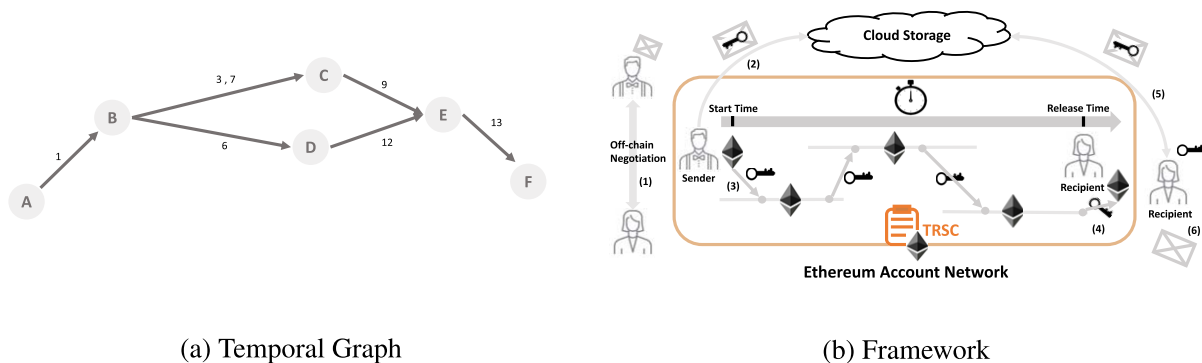 3 , 7
C
9
B
E
6
D
12
13
1
A
F
(a) Temporal Graph
Cloud Storage
(2)
(5)
Start Time
Release Time
Off-chain
Negotiation
(1)
Sender
(3)
Recipient
(4)
Recipient
(6)
TRSC
Ethereum Account Network
(b) Framework